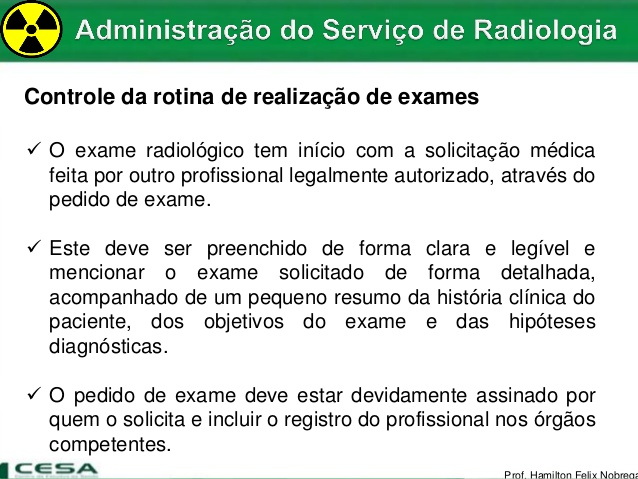 Administração do Serviço de Radiologia
Controle da rotina de realização de exames
✓ O exame radiológico tem início com a solicitação médica
feita por outro profissional legalmente autorizado, através do
pedido de exame.
✓ Este deve ser preenchido de forma clara e legível e
mencionar o exame solicitado de forma detalhada,
acompanhado de um pequeno resumo da história clínica do
paciente, dos objetivos do exame e das hipóteses
diagnósticas.
✓ O pedido de exame deve estar devidamente assinado por
quem o solicita e incluir o registro do profissional nos órgãos
competentes.
CESA
Prof. Hamilton Felix Nobrega